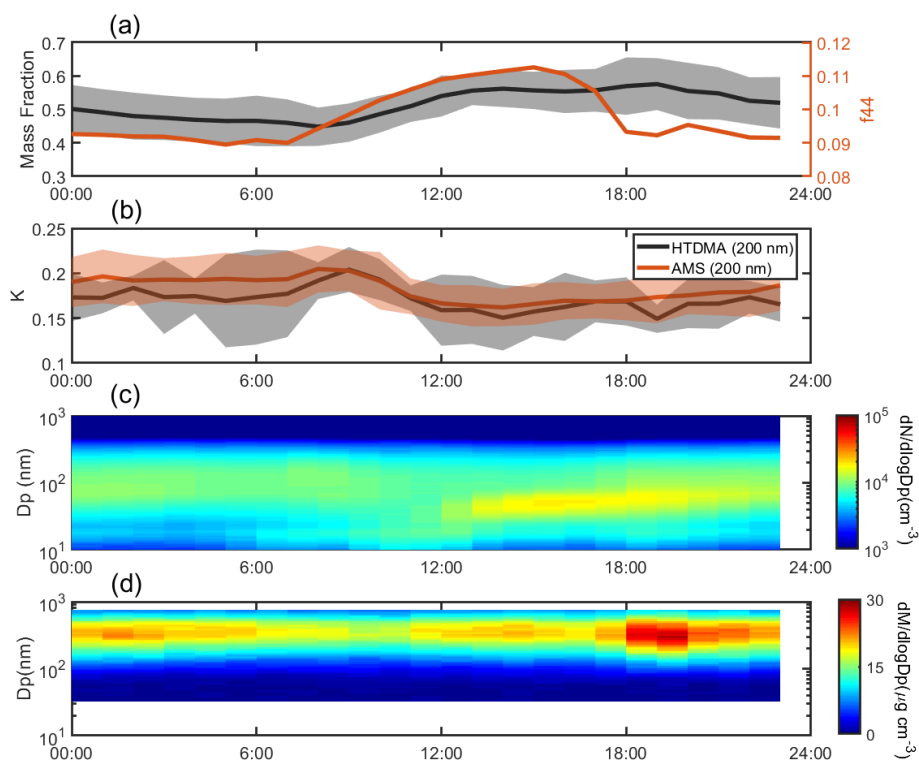 (a)
0.7
0.6
0.5
0.4
0.3
Mass Fraction
0.12
0.11
0.1
0.09
0.08
f44
00:00 6:00 12:00 18:00 24:00
(b)
0.25
0.2
0.15
0.1
K
HTDMA (200 nm)
AMS (200 nm)
00:00 6:00 12:00 18:00 24:00
(c)
10³
10²
10¹
Dp (nm)
10⁵
10⁴
10³
dN/dlogDp(cm⁻³)
00:00 6:00 12:00 18:00 24:00
(d)
10³
10²
10¹
Dp(nm)
30
15
0
dM/dlogDp(μg cm⁻³)
00:00 6:00 12:00 18:00 24:00